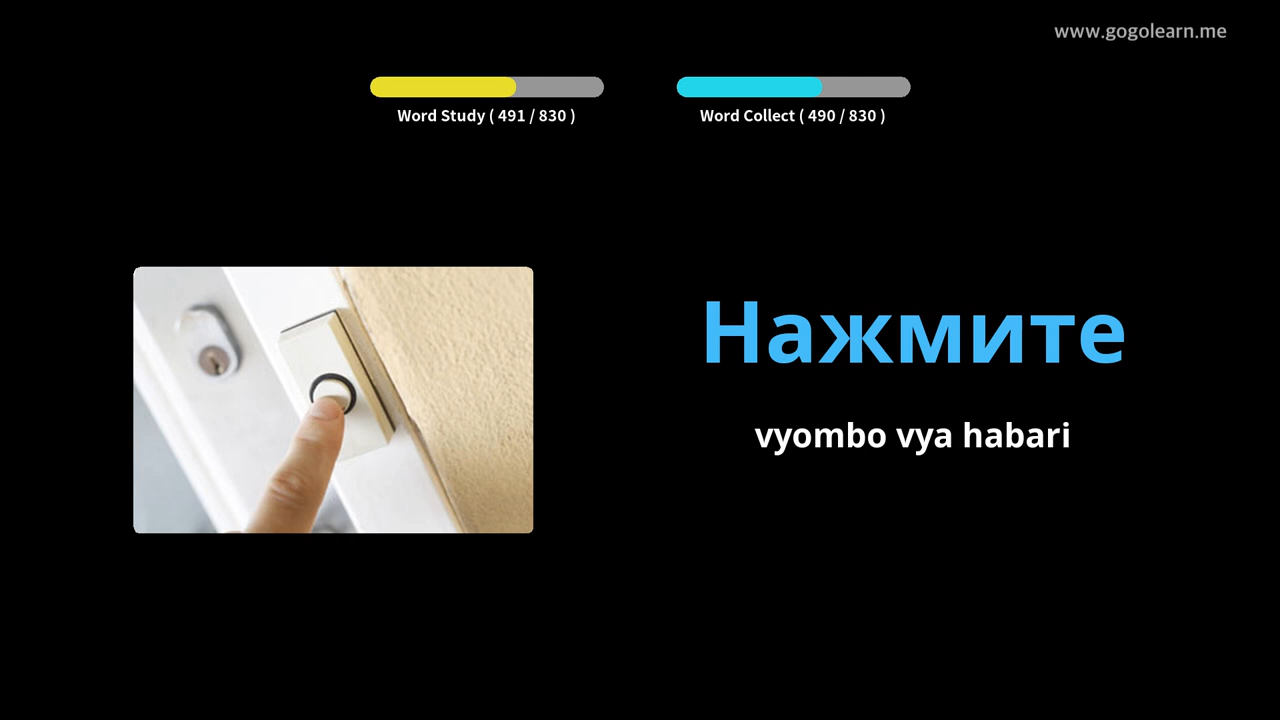 www.gogolearn.me
Word Study ( 491 / 830 )
Word Collect ( 490 / 830 )
Нажмите
vyombo vya habari